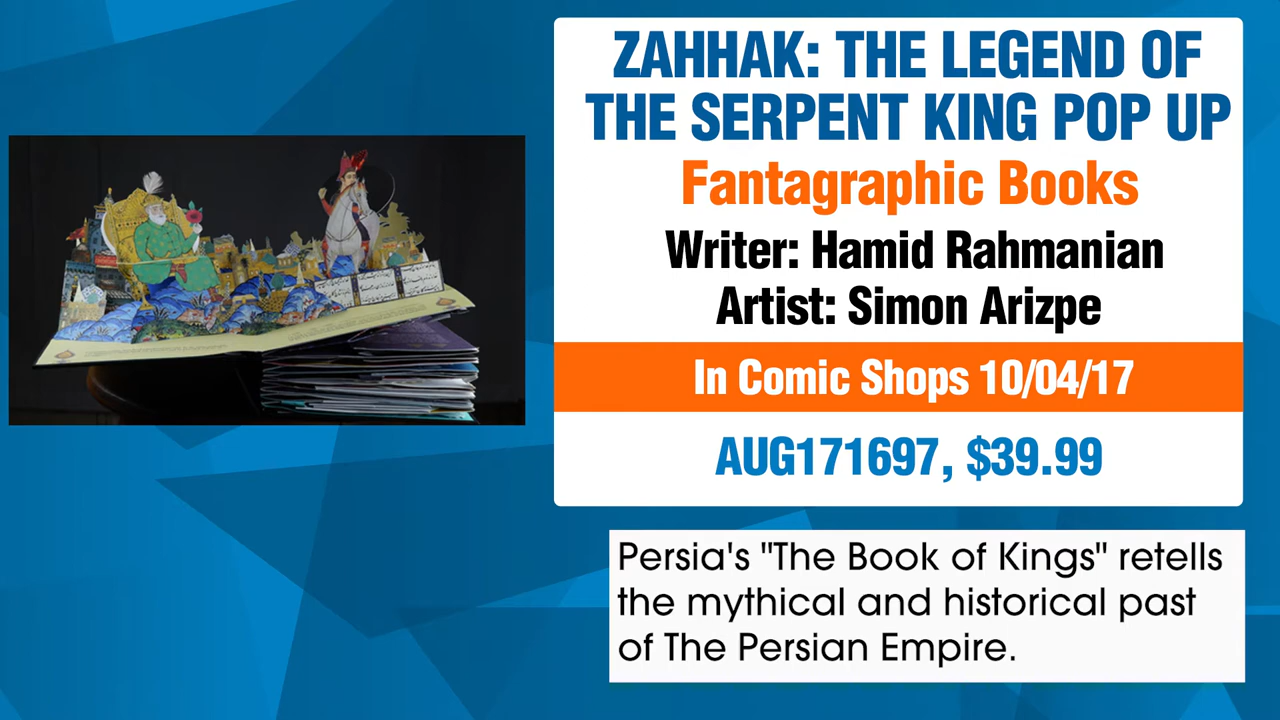 ZAHHAK: THE LEGEND OF
THE SERPENT KING POP UP
Fantagraphic Books
Writer: Hamid Rahmanian
Artist: Simon Arizpe
In Comic Shops 10/04/17
AUG171697, $39.99
Persia's "The Book of Kings" retells
the mythical and historical past
of The Persian Empire.